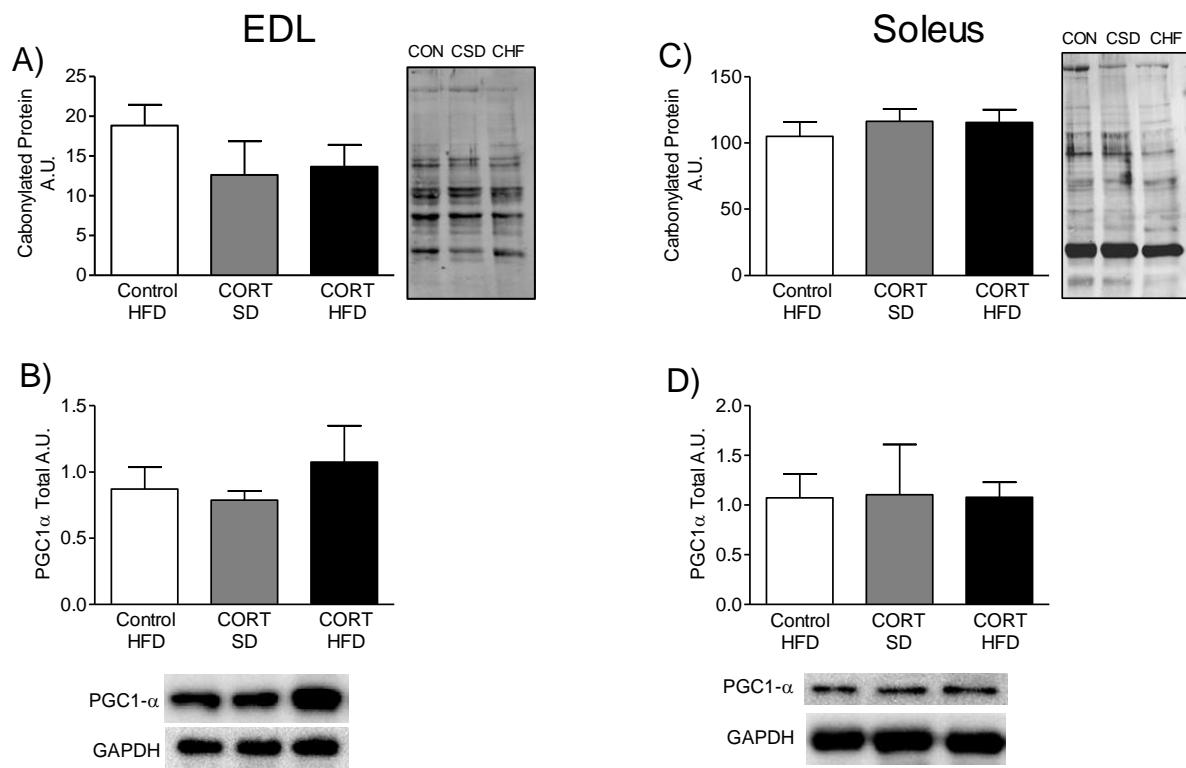 EDL
A)
CON CSD CHF
Cabonylated Protein
A.U.
25
20
15
10
5
0
Control
HFD
CORT
SD
CORT
HFD
B)
PGC1α Total A.U.
1.5
1.0
0.5
0.0
Control
HFD
CORT
SD
CORT
HFD
PGC1-α
GAPDH
Soleus
C)
CON CSD CHF
Carbonylated Protein
A.U.
150
100
50
0
Control
HFD
CORT
SD
CORT
HFD
D)
PGC1α Total A.U.
2.0
1.5
1.0
0.5
0.0
Control
HFD
CORT
SD
CORT
HFD
PGC1-α
GAPDH